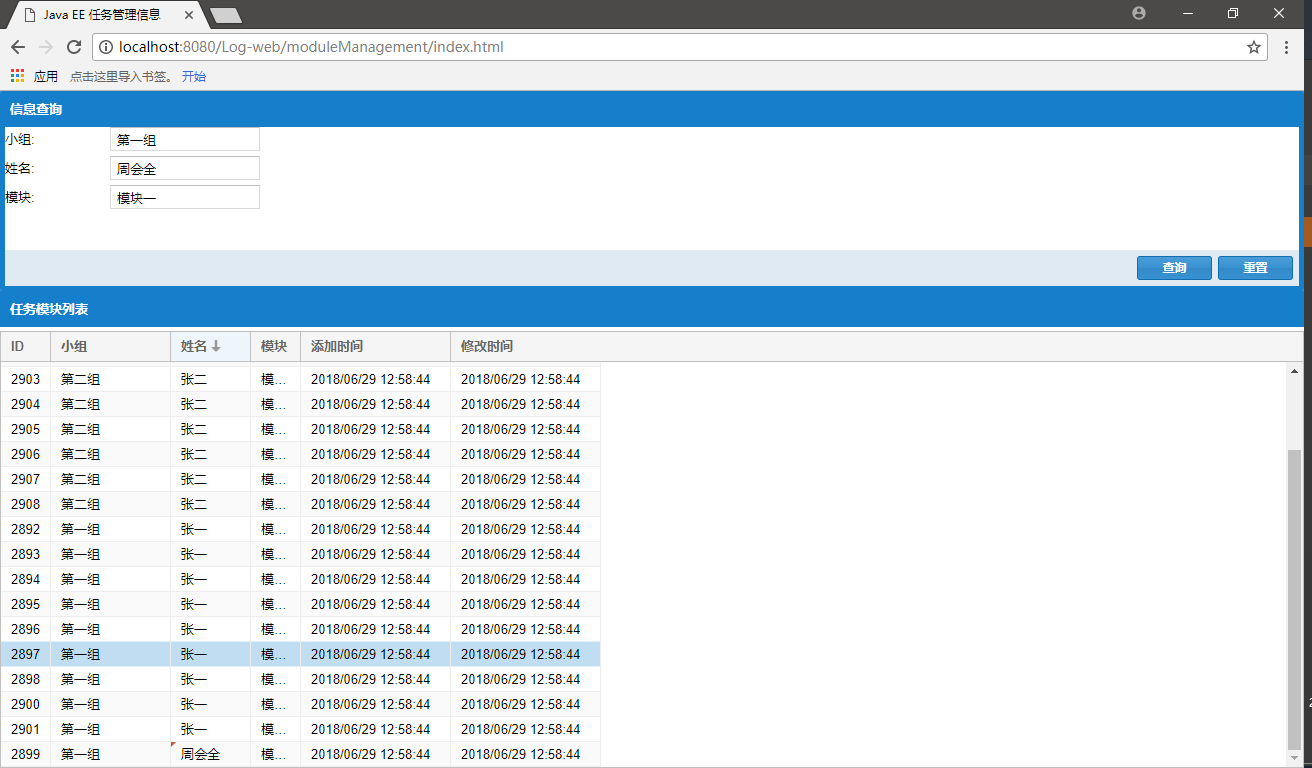 Java EE 任务管理信息
localhost:8080/Log-web/moduleManagement/index.html
应用 点击这里导入书签。 开始
信息查询
小组: 第一组
姓名: 周会全
模块: 模块一
查询 重置
任务模块列表
ID 小组 姓名 模块 添加时间 修改时间
2903 第二组 张二 模... 2018/06/29 12:58:44 2018/06/29 12:58:44
2904 第二组 张二 模... 2018/06/29 12:58:44 2018/06/29 12:58:44
2905 第二组 张二 模... 2018/06/29 12:58:44 2018/06/29 12:58:44
2906 第二组 张二 模... 2018/06/29 12:58:44 2018/06/29 12:58:44
2907 第二组 张二 模... 2018/06/29 12:58:44 2018/06/29 12:58:44
2908 第二组 张二 模... 2018/06/29 12:58:44 2018/06/29 12:58:44
2892 第一组 张一 模... 2018/06/29 12:58:44 2018/06/29 12:58:44
2893 第一组 张一 模... 2018/06/29 12:58:44 2018/06/29 12:58:44
2894 第一组 张一 模... 2018/06/29 12:58:44 2018/06/29 12:58:44
2895 第一组 张一 模... 2018/06/29 12:58:44 2018/06/29 12:58:44
2896 第一组 张一 模... 2018/06/29 12:58:44 2018/06/29 12:58:44
2897 第一组 张一 模... 2018/06/29 12:58:44 2018/06/29 12:58:44
2898 第一组 张一 模... 2018/06/29 12:58:44 2018/06/29 12:58:44
2900 第一组 张一 模... 2018/06/29 12:58:44 2018/06/29 12:58:44
2901 第一组 张一 模... 2018/06/29 12:58:44 2018/06/29 12:58:44
2899 第一组 周会全 模... 2018/06/29 12:58:44 2018/06/29 12:58:44